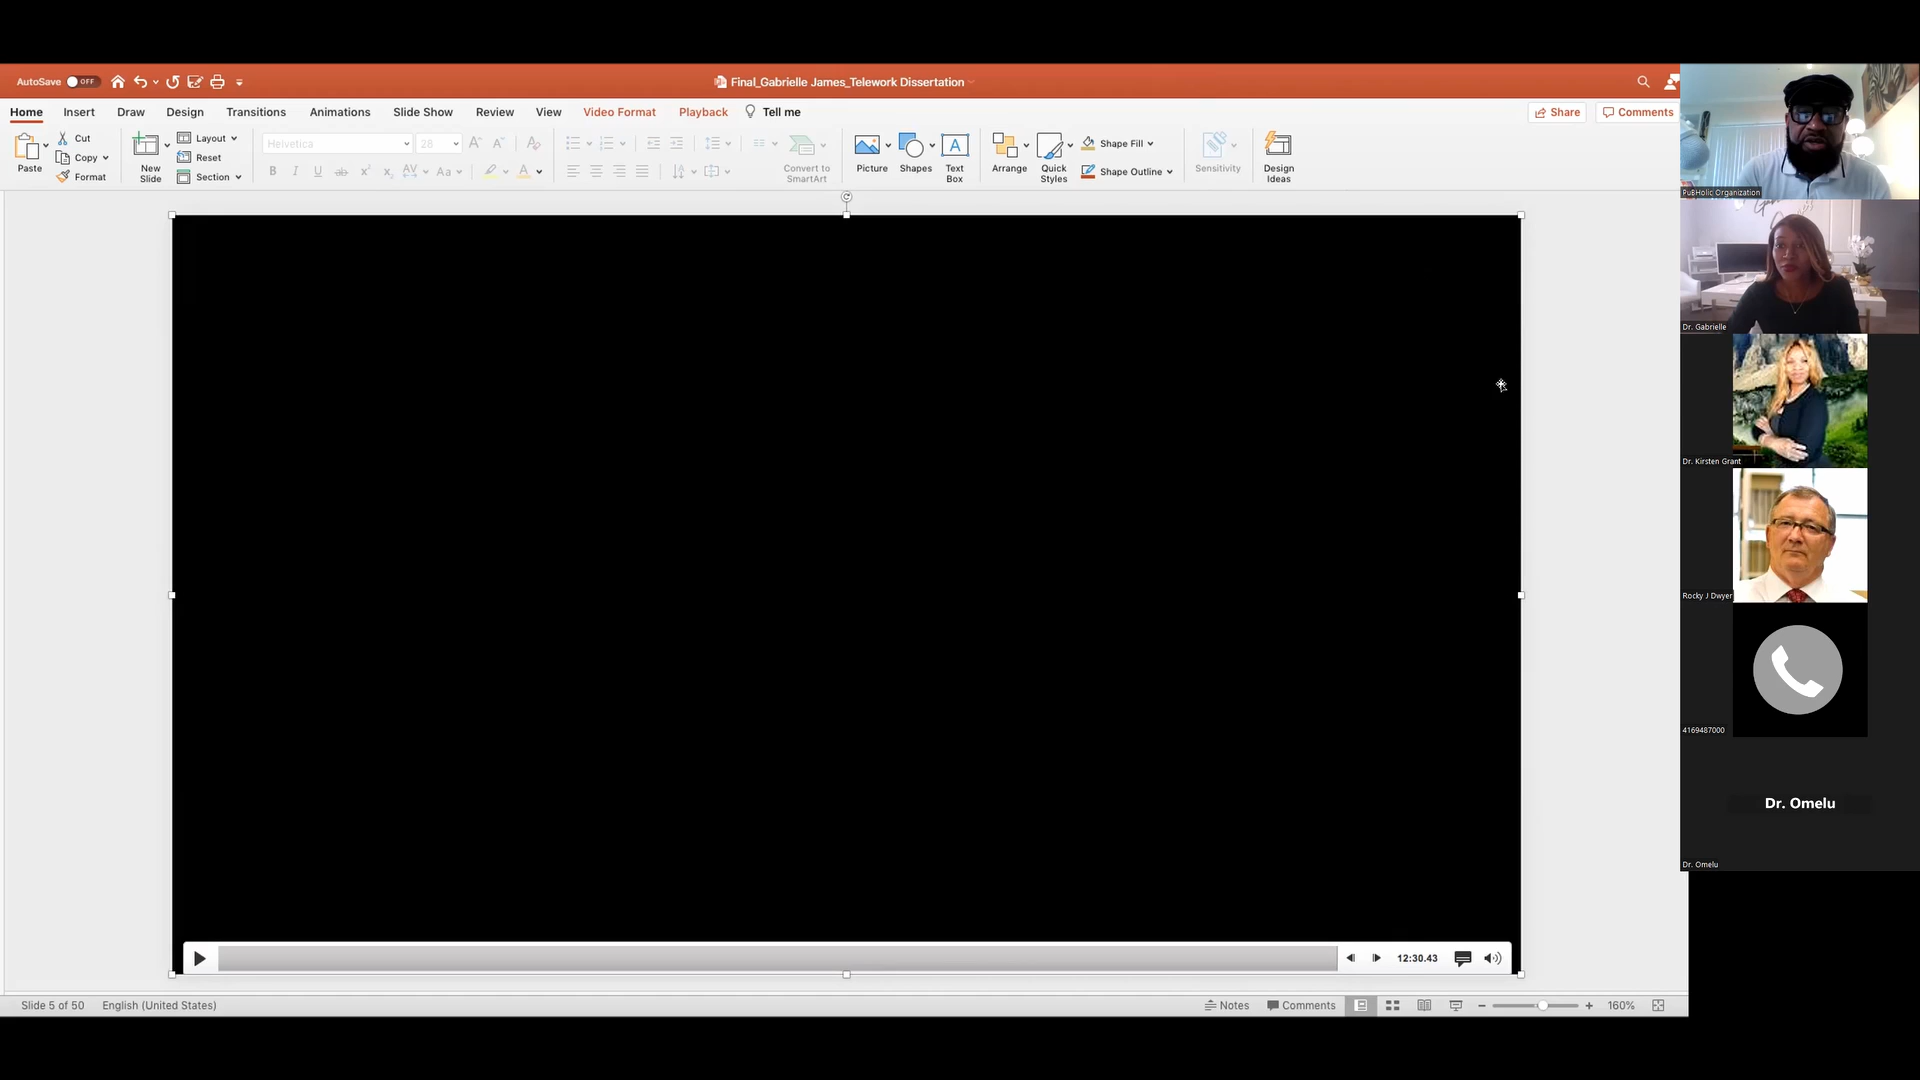 AutoSave OFF
Final_Gabrielle James_Telework Dissertation
Home Insert Draw Design Transitions Animations Slide Show Review View Video Format Playback Tell me
Share Comments
Paste
Cut
Copy
Format
New Slide
Layout
Reset
Section
Helvetica 28
Convert to SmartArt
Picture
Shapes
Text Box
Arrange
Quick Styles
Shape Fill
Shape Outline
Sensitivity
Design Ideas
PuBHolic Organization
Dr. Gabrielle
Dr. Kirsten Grant
Rocky J Dwyer
4169487000
Dr. Omelu
Dr. Omelu
12:30.43
Slide 5 of 50 English (United States)
Notes Comments 160%